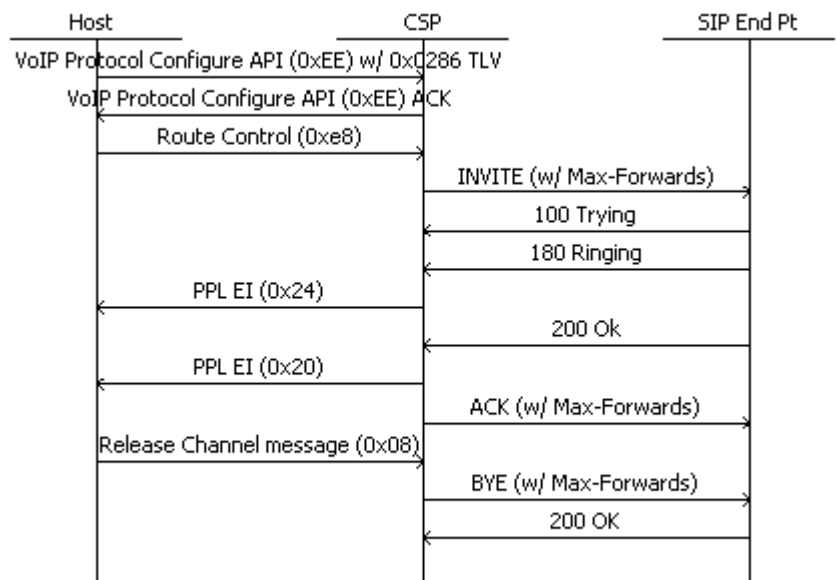 Host CSP SIP End Pt
VoIP Protocol Configure API (0xEE) w/ 0x0286 TLV
VoIP Protocol Configure API (0xEE) ACK
Route Control (0xe8)
INVITE (w/ Max-Forwards)
100 Trying
180 Ringing
PPL EI (0x24)
200 Ok
PPL EI (0x20)
ACK (w/ Max-Forwards)
Release Channel message (0x08)
BYE (w/ Max-Forwards)
200 OK